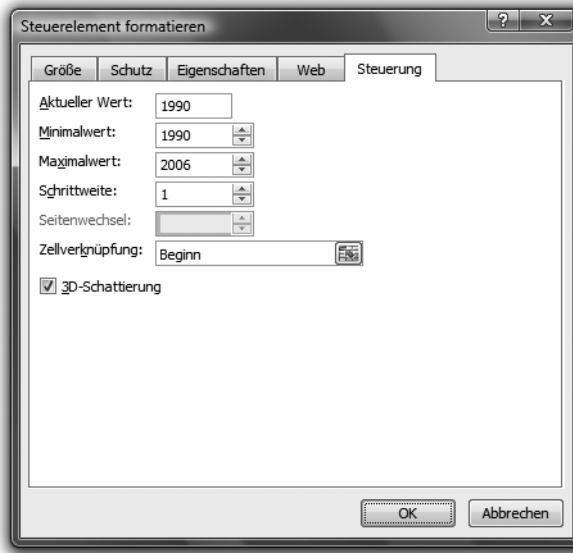 Steuerelement formatieren
? X
Größe Schutz Eigenschaften Web Steuerung
Aktueller Wert: 1990
Minimalwert: 1990
Maximalwert: 2006
Schrittweite: 1
Seitenwechsel:
Zellverknüpfung: Beginn
3D-Schattierung
OK Abbrechen